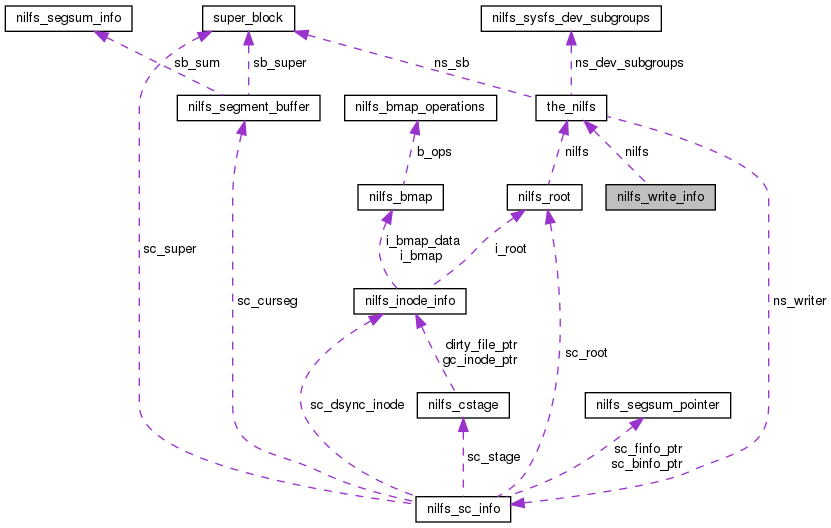 nilfs_segsum_info
super_block
nilfs_sysfs_dev_subgroups
sb_sum
sb_super
ns_sb
ns_dev_subgroups
nilfs_segment_buffer
nilfs_bmap_operations
the_nilfs
b_ops
nilfs
nilfs
nilfs_bmap
nilfs_root
nilfs_write_info
sc_super
i_bmap_data
i_bmap
i_root
nilfs_inode_info
sc_curseg
ns_writer
dirty_file_ptr
gc_inode_ptr
sc_root
sc_dsync_inode
nilfs_cstage
nilfs_segsum_pointer
sc_stage
sc_finfo_ptr
sc_binfo_ptr
nilfs_sc_info